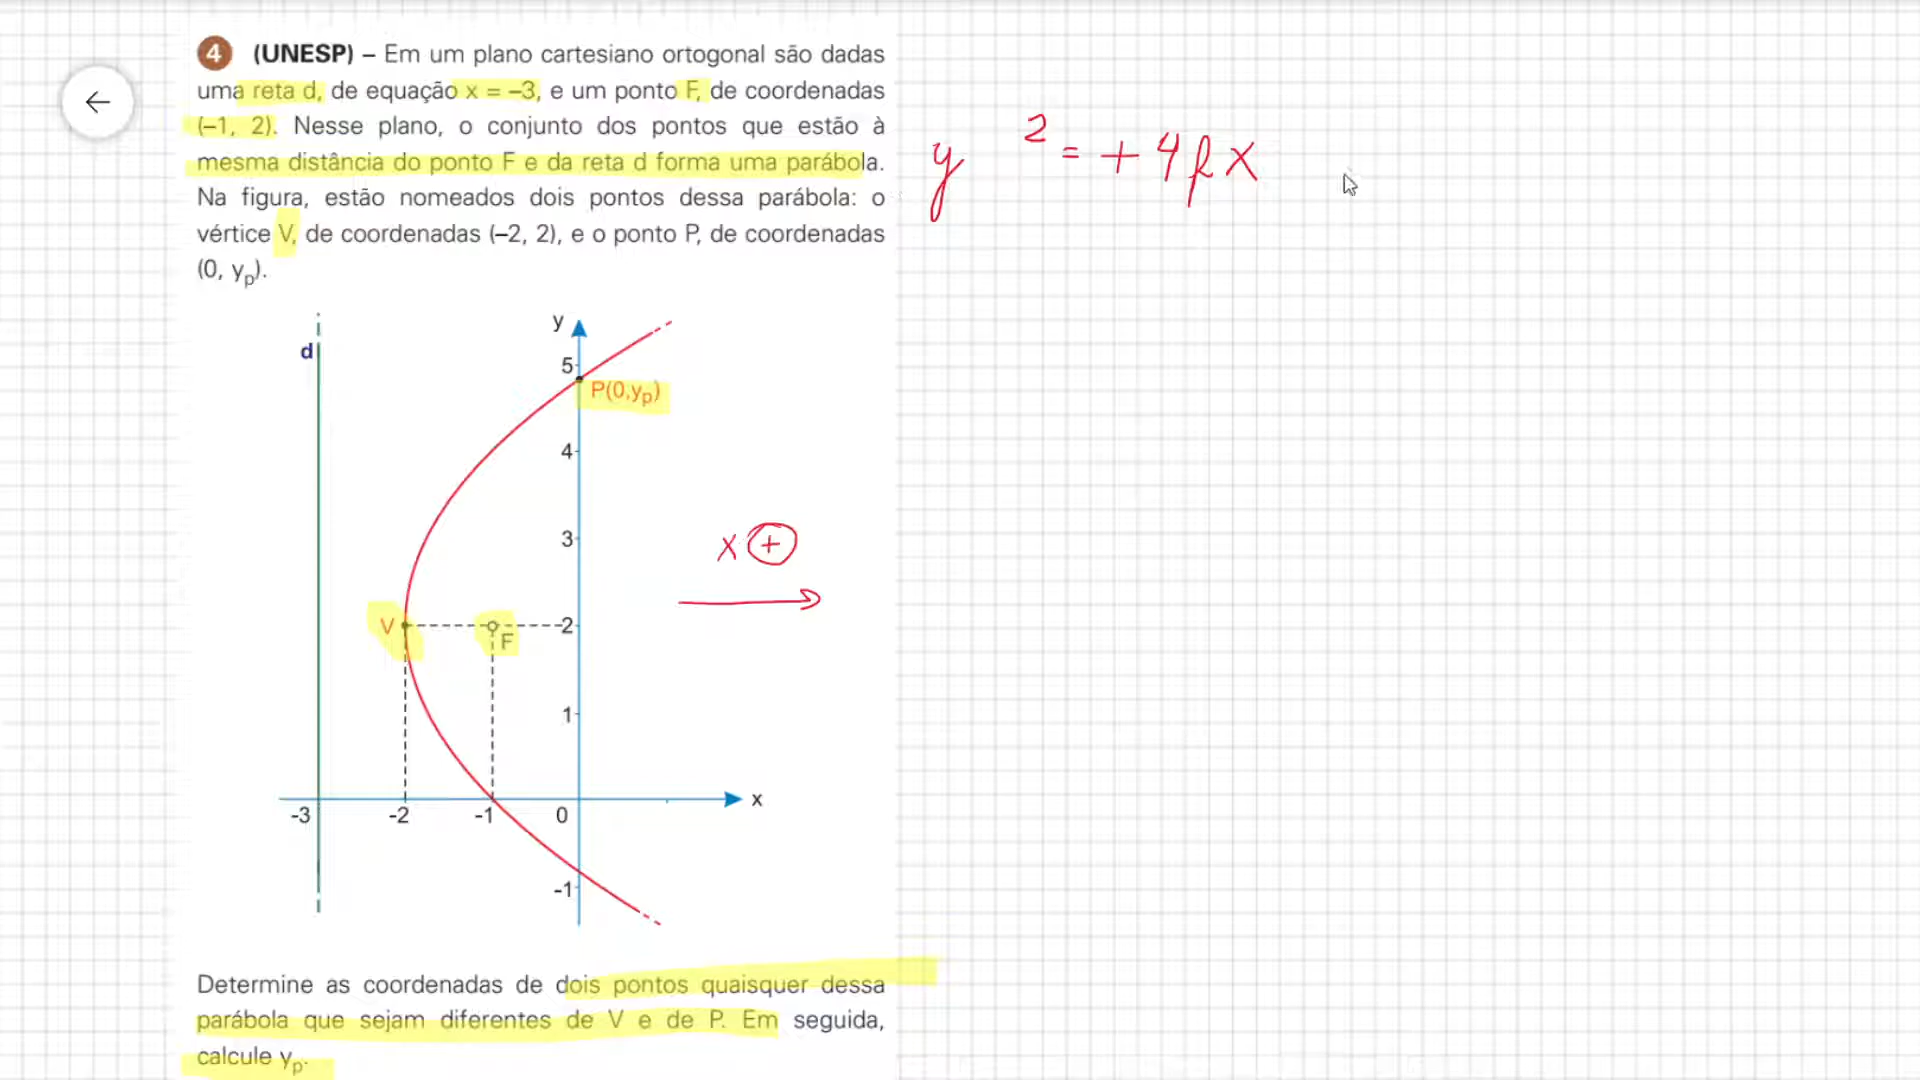 4 (UNESP) – Em um plano cartesiano ortogonal são dadas
uma reta d, de equação x = –3, e um ponto F, de coordenadas
(–1, 2). Nesse plano, o conjunto dos pontos que estão à
mesma distância do ponto F e da reta d forma uma parábola.
Na figura, estão nomeados dois pontos dessa parábola: o
vértice V, de coordenadas (–2, 2), e o ponto P, de coordenadas
(0, yp).
y 2 = + 4px
y
d
5
P(0,yp)
4
3
x +
V
F
2
1
x
-3
-2
-1
0
-1
Determine as coordenadas de dois pontos quaisquer dessa
parábola que sejam diferentes de V e de P. Em seguida,
calcule yp.